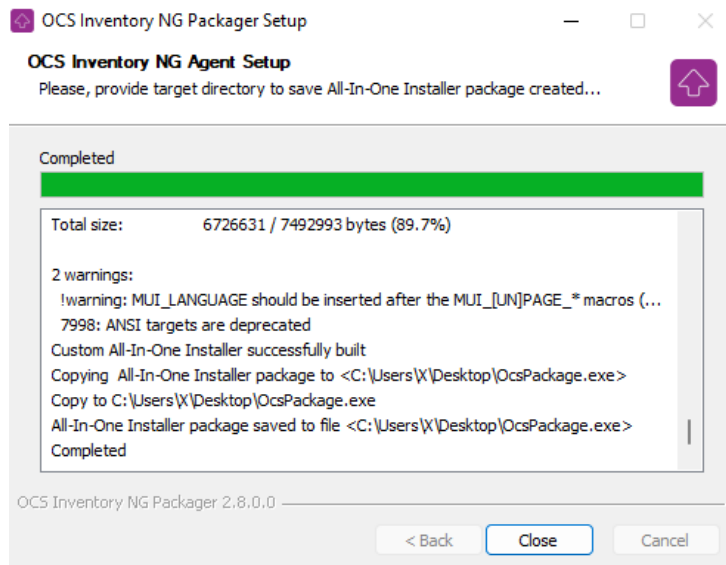 OCS Inventory NG Packager Setup
OCS Inventory NG Agent Setup
Please, provide target directory to save All-In-One Installer package created...
Completed
Total size: 6726631 / 7492993 bytes (89.7%)
2 warnings:
!warning: MUI_LANGUAGE should be inserted after the MUI_[UN]PAGE_* macros (...
7998: ANSI targets are deprecated
Custom All-In-One Installer successfully built
Copying All-In-One Installer package to <C:\Users\X\Desktop\OcsPackage.exe>
Copy to C:\Users\X\Desktop\OcsPackage.exe
All-In-One Installer package saved to file <C:\Users\X\Desktop\OcsPackage.exe>
Completed
OCS Inventory NG Packager 2.8.0.0
< Back Close Cancel